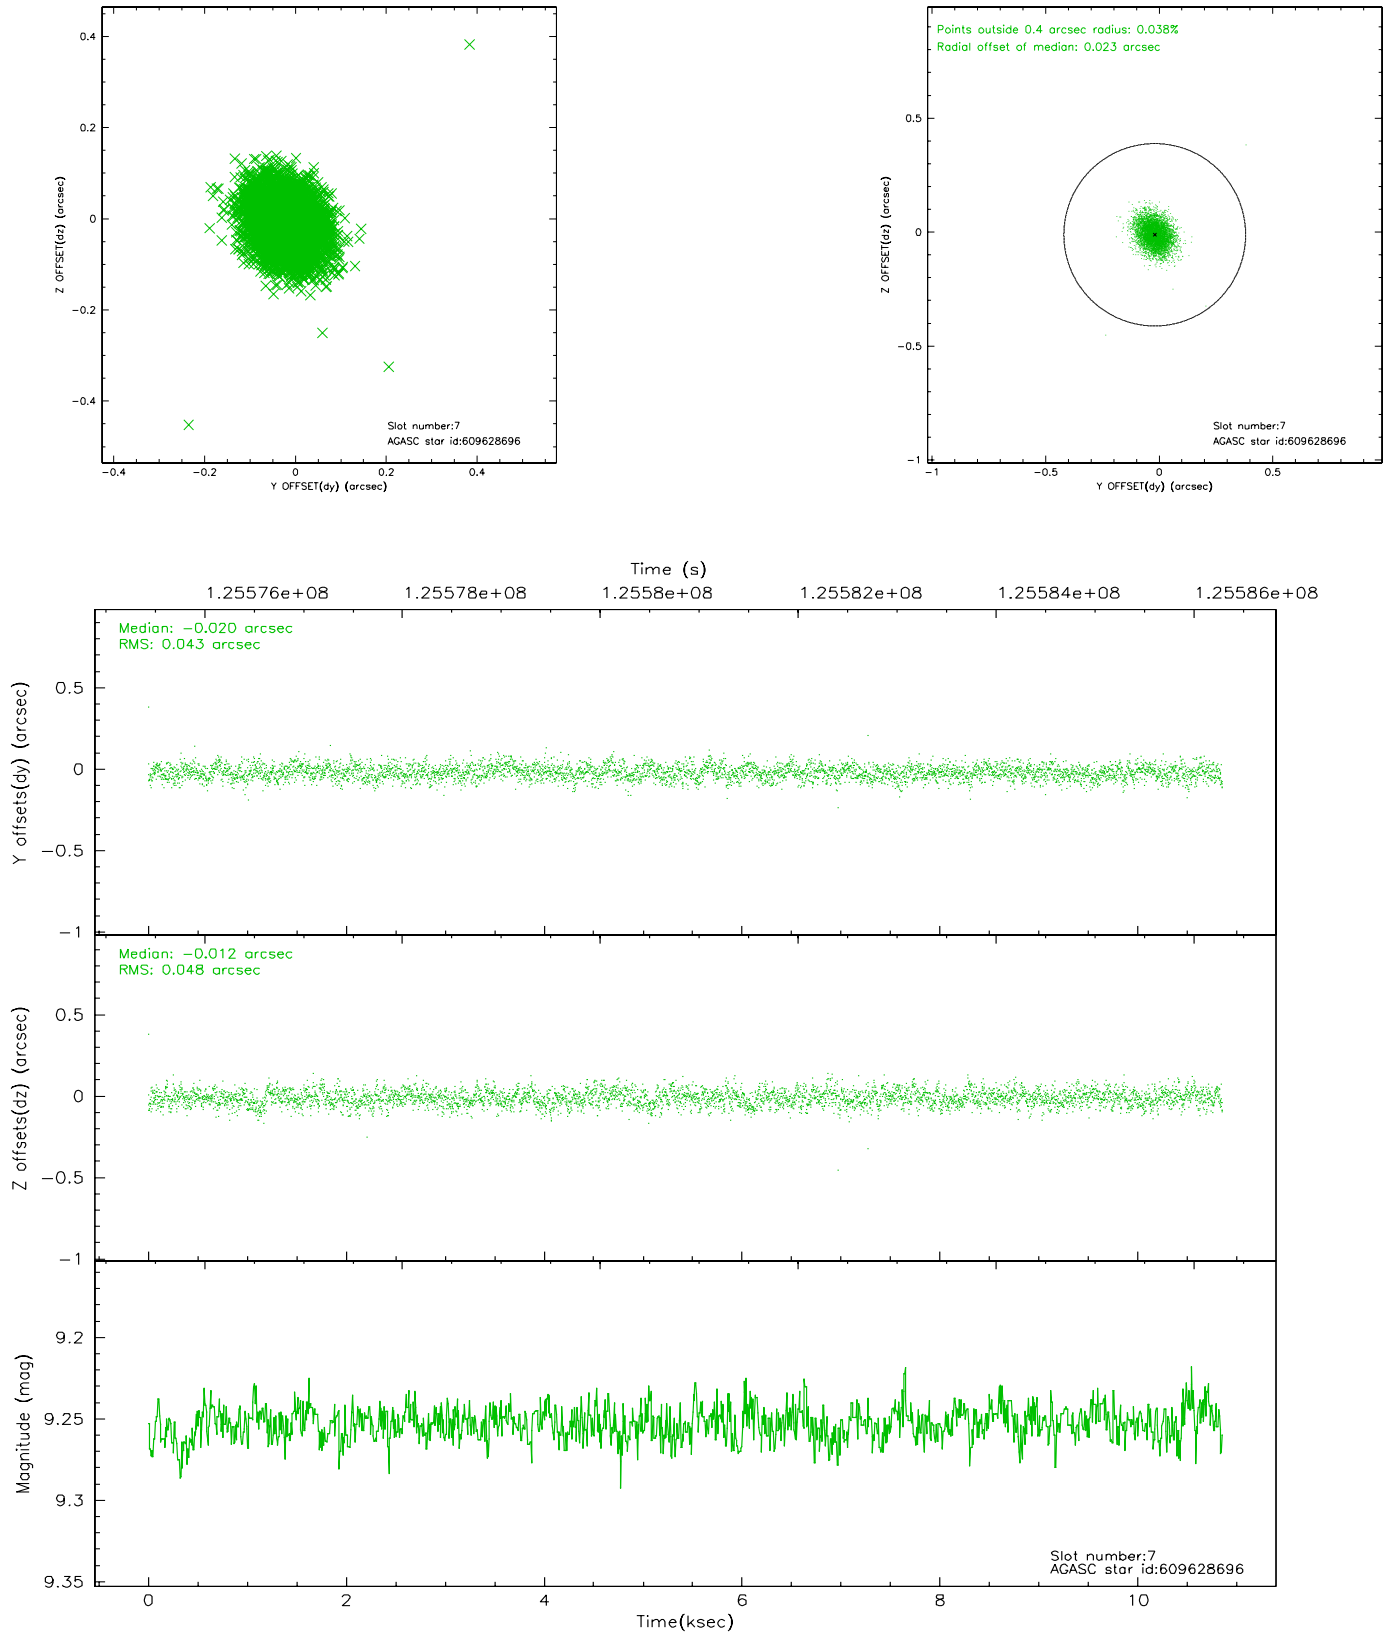 0.4
0.2
0
−0.2
−0.4
Z OFFSET(dz) (arcsec)
−0.4
−0.2
0
0.2
0.4
Y OFFSET(dy) (arcsec)
Slot number:7
AGASC star id:609628696
Points outside 0.4 arcsec radius: 0.038%
Radial offset of median: 0.023 arcsec
0.5
0
−0.5
−1
Z OFFSET(dz) (arcsec)
−1
−0.5
0
0.5
Y OFFSET(dy) (arcsec)
Slot number:7
AGASC star id:609628696
Time (s)
1.25576e+08
1.25578e+08
1.2558e+08
1.25582e+08
1.25584e+08
1.25586e+08
Median: −0.020 arcsec
RMS: 0.043 arcsec
0.5
0
−0.5
−1
Y offsets(dy) (arcsec)
Median: −0.012 arcsec
RMS: 0.048 arcsec
0.5
0
−0.5
−1
Z offsets(dz) (arcsec)
9.2
9.25
9.3
9.35
Magnitude (mag)
Slot number:7
AGASC star id:609628696
0
2
4
6
8
10
Time(ksec)